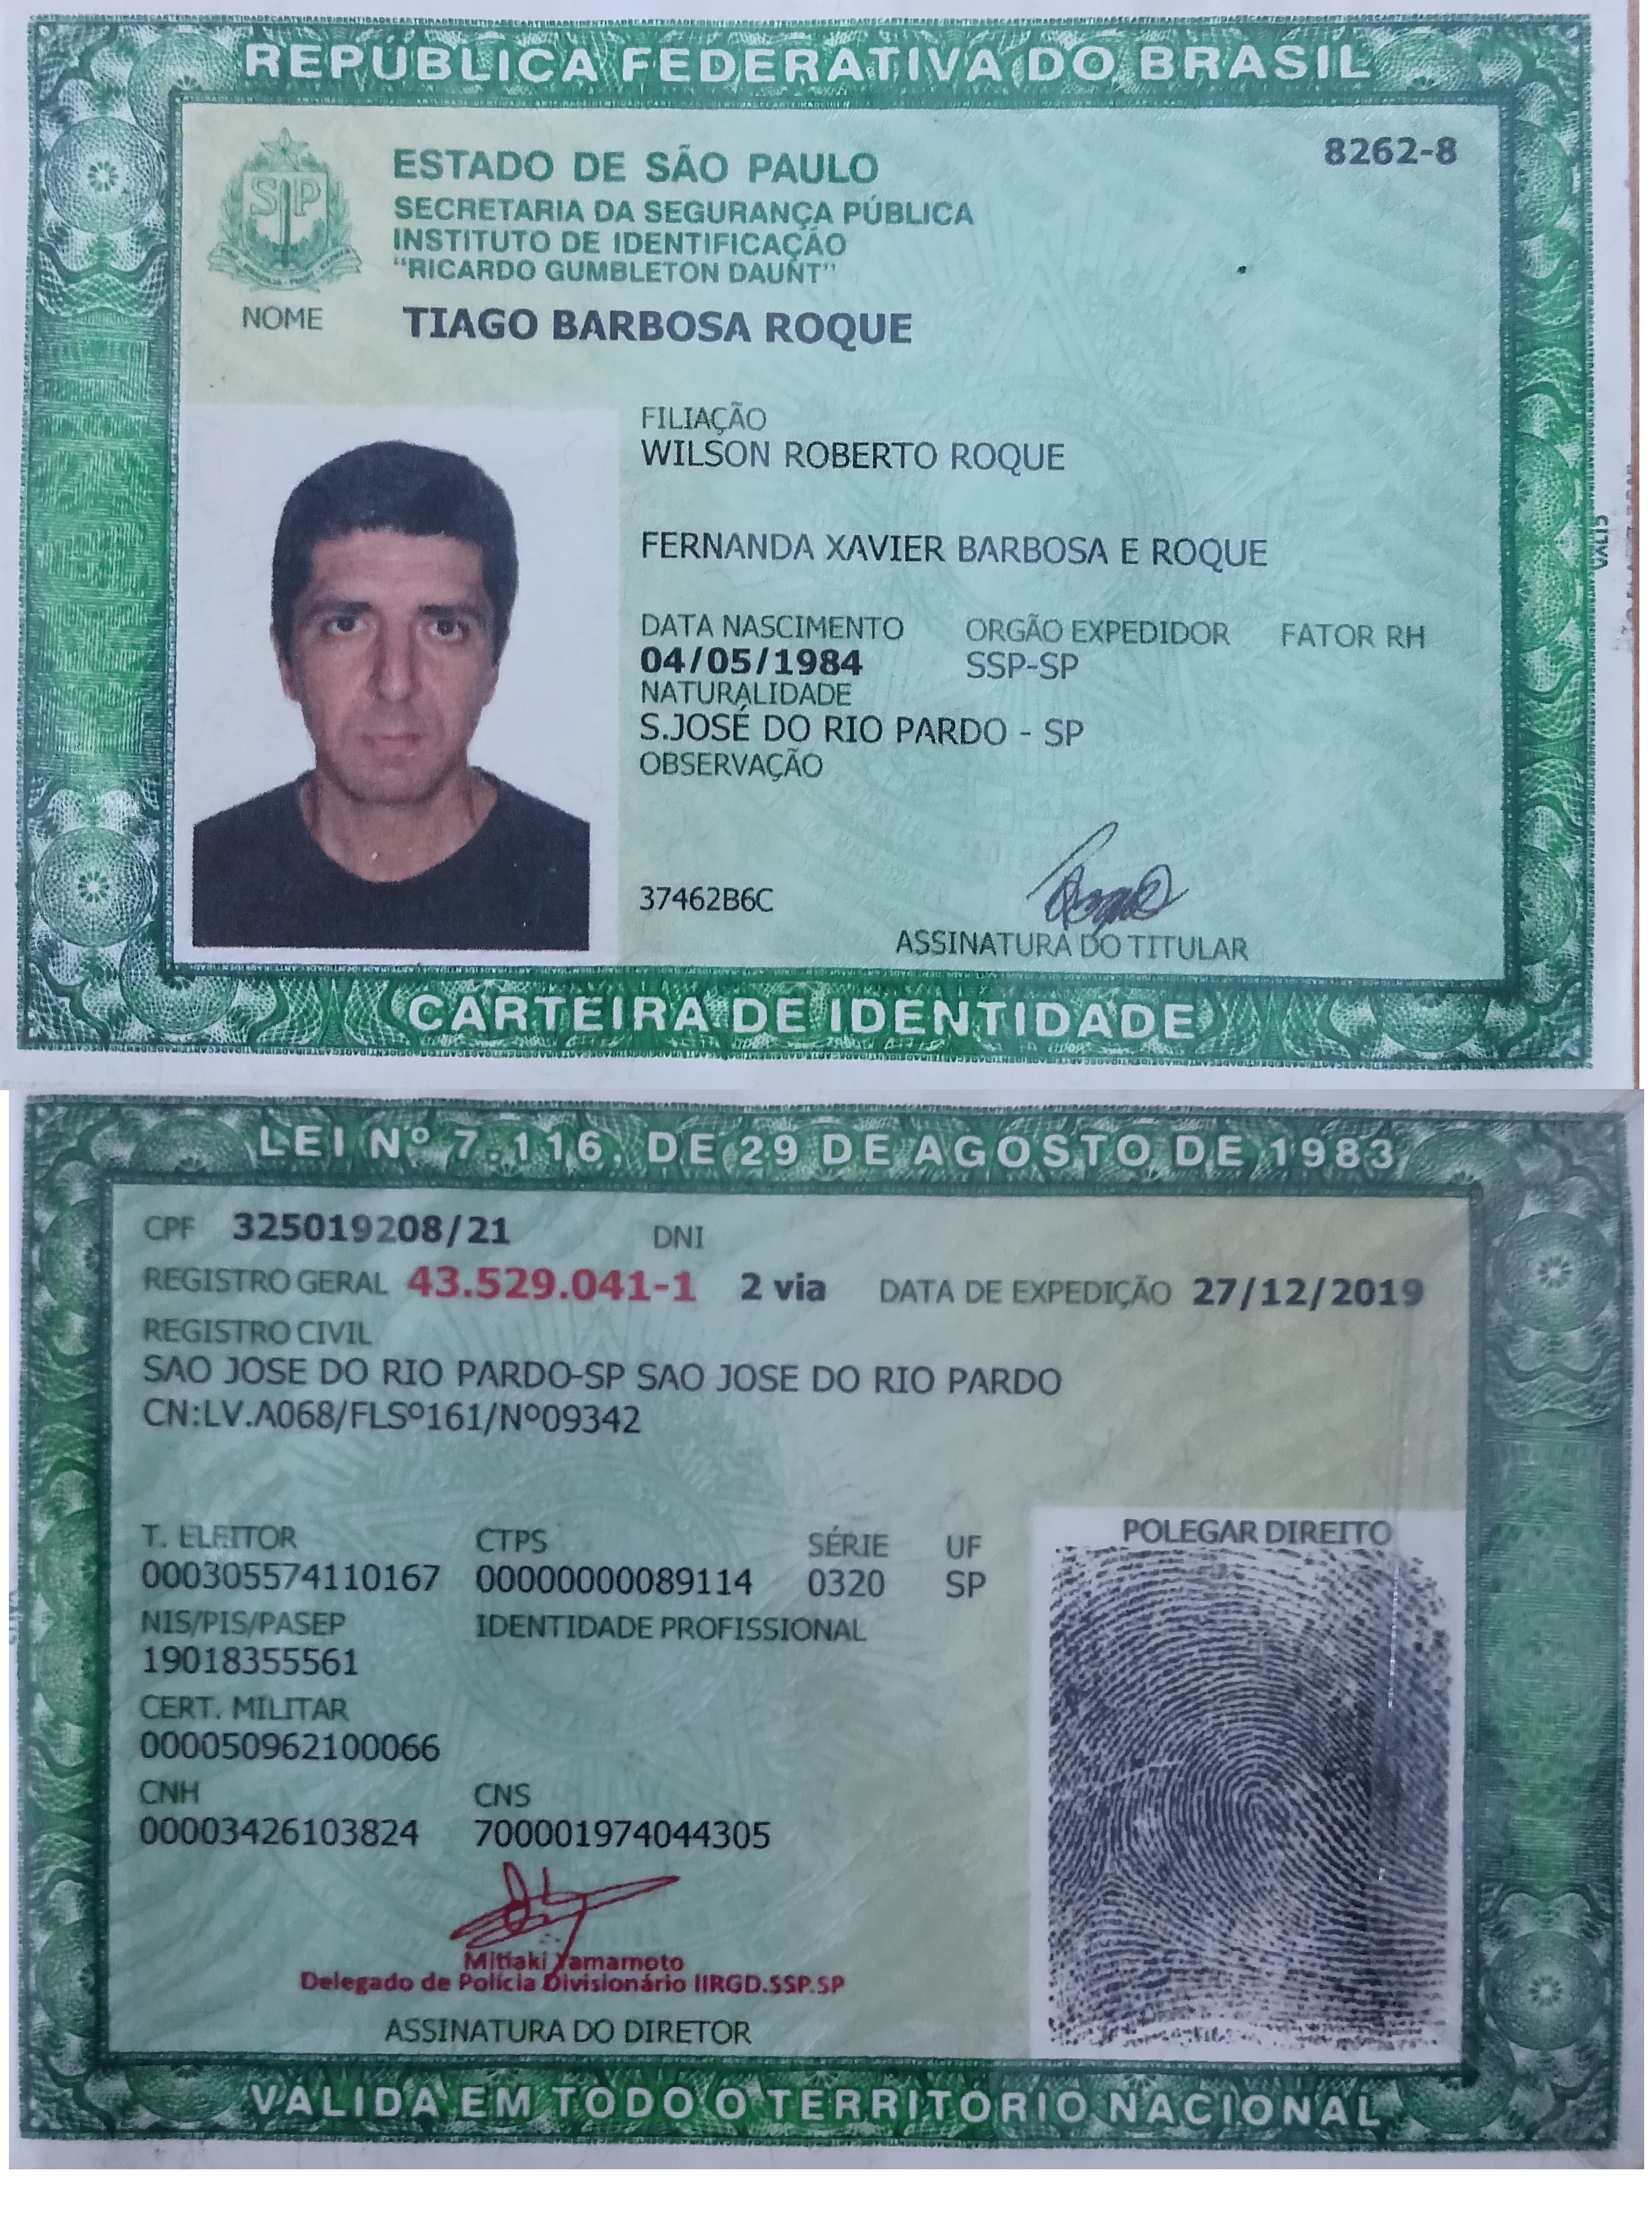 REPÚBLICA FEDERATIVA DO BRASIL
8262-8
ESTADO DE SÃO PAULO
SECRETARIA DA SEGURANÇA PÚBLICA
INSTITUTO DE IDENTIFICAÇÃO
"RICARDO GUMBLETON DAUNT"
NOME TIAGO BARBOSA ROQUE
FILIAÇÃO
WILSON ROBERTO ROQUE
FERNANDA XAVIER BARBOSA E ROQUE
DATA NASCIMENTO ORGÃO EXPEDIDOR FATOR RH
04/05/1984 SSP-SP
NATURALIDADE
S.JOSÉ DO RIO PARDO - SP
OBSERVAÇÃO
37462B6C
ASSINATURA DO TITULAR
CARTEIRA DE IDENTIDADE
LEI Nº 7.116, DE 29 DE AGOSTO DE 1983
CPF 325019208/21 DNI
REGISTRO GERAL 43.529.041-1 2 via DATA DE EXPEDIÇÃO 27/12/2019
REGISTRO CIVIL
SAO JOSE DO RIO PARDO-SP SAO JOSE DO RIO PARDO
CN:LV.A068/FLSº161/Nº09342
T. ELEITOR CTPS SÉRIE UF
000305574110167 00000000089114 0320 SP
NIS/PIS/PASEP IDENTIDADE PROFISSIONAL
19018355561
CERT. MILITAR
000050962100066
CNH CNS
00003426103824 700001974044305
POLEGAR DIREITO
Mitiaki Yamamoto
Delegado de Polícia Divisionário IIRGD.SSP.SP
ASSINATURA DO DIRETOR
VÁLIDA EM TODO O TERRITÓRIO NACIONAL